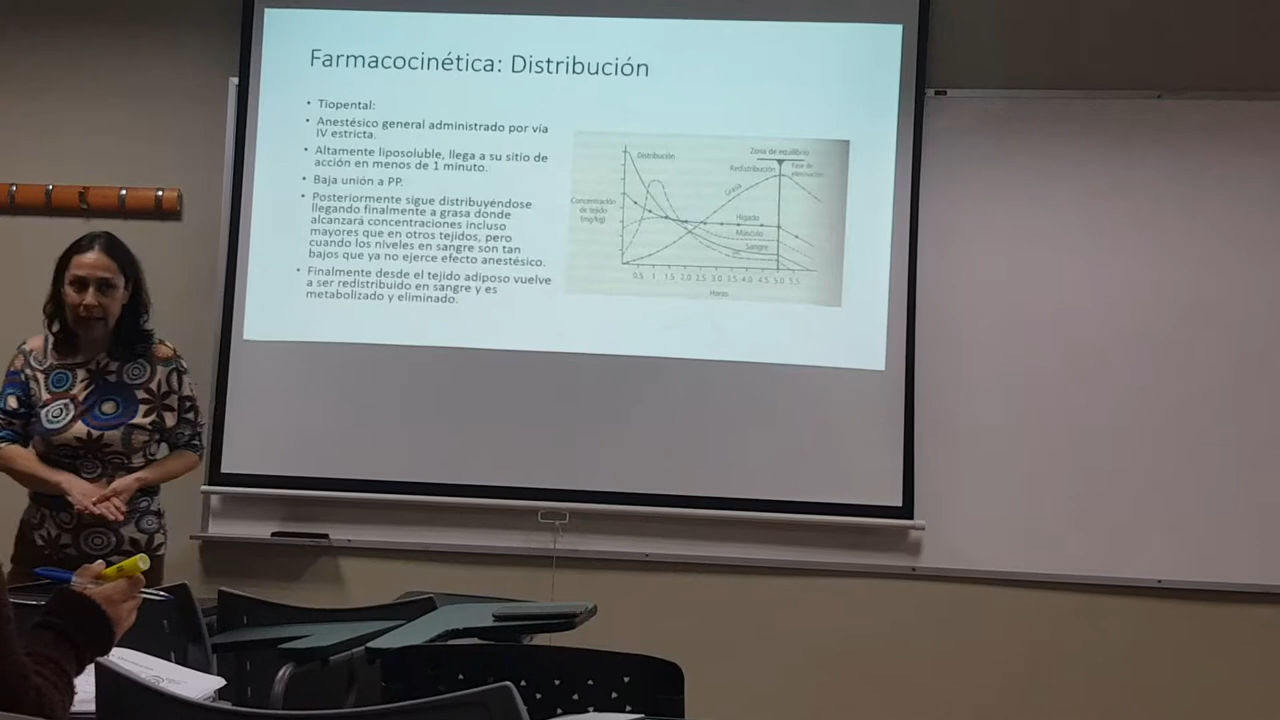 Farmacocinética: Distribución
• Tiopental:
• Anestésico general administrado por vía
IV estricta.
• Altamente liposoluble, llega a su sitio de
acción en menos de 1 minuto.
• Baja unión a PP.
• Posteriormente sigue distribuyéndose
llegando finalmente a grasa donde
alcanzará concentraciones incluso
mayores que en otros tejidos, pero
cuando los niveles en sangre son tan
bajos que ya no ejerce efecto anestésico.
• Finalmente desde el tejido adiposo vuelve
a ser redistribuido en sangre y es
metabolizado y eliminado.
Distribución
Zona de equilibrio
Redistribución
Fase de
eliminación
Grasa
Concentración
de tejido
(mg/kg)
Hígado
Músculo
Sangre
0.5 1 1.5 2.0 2.5 3.0 3.5 4.0 4.5 5.0 5.5
Horas